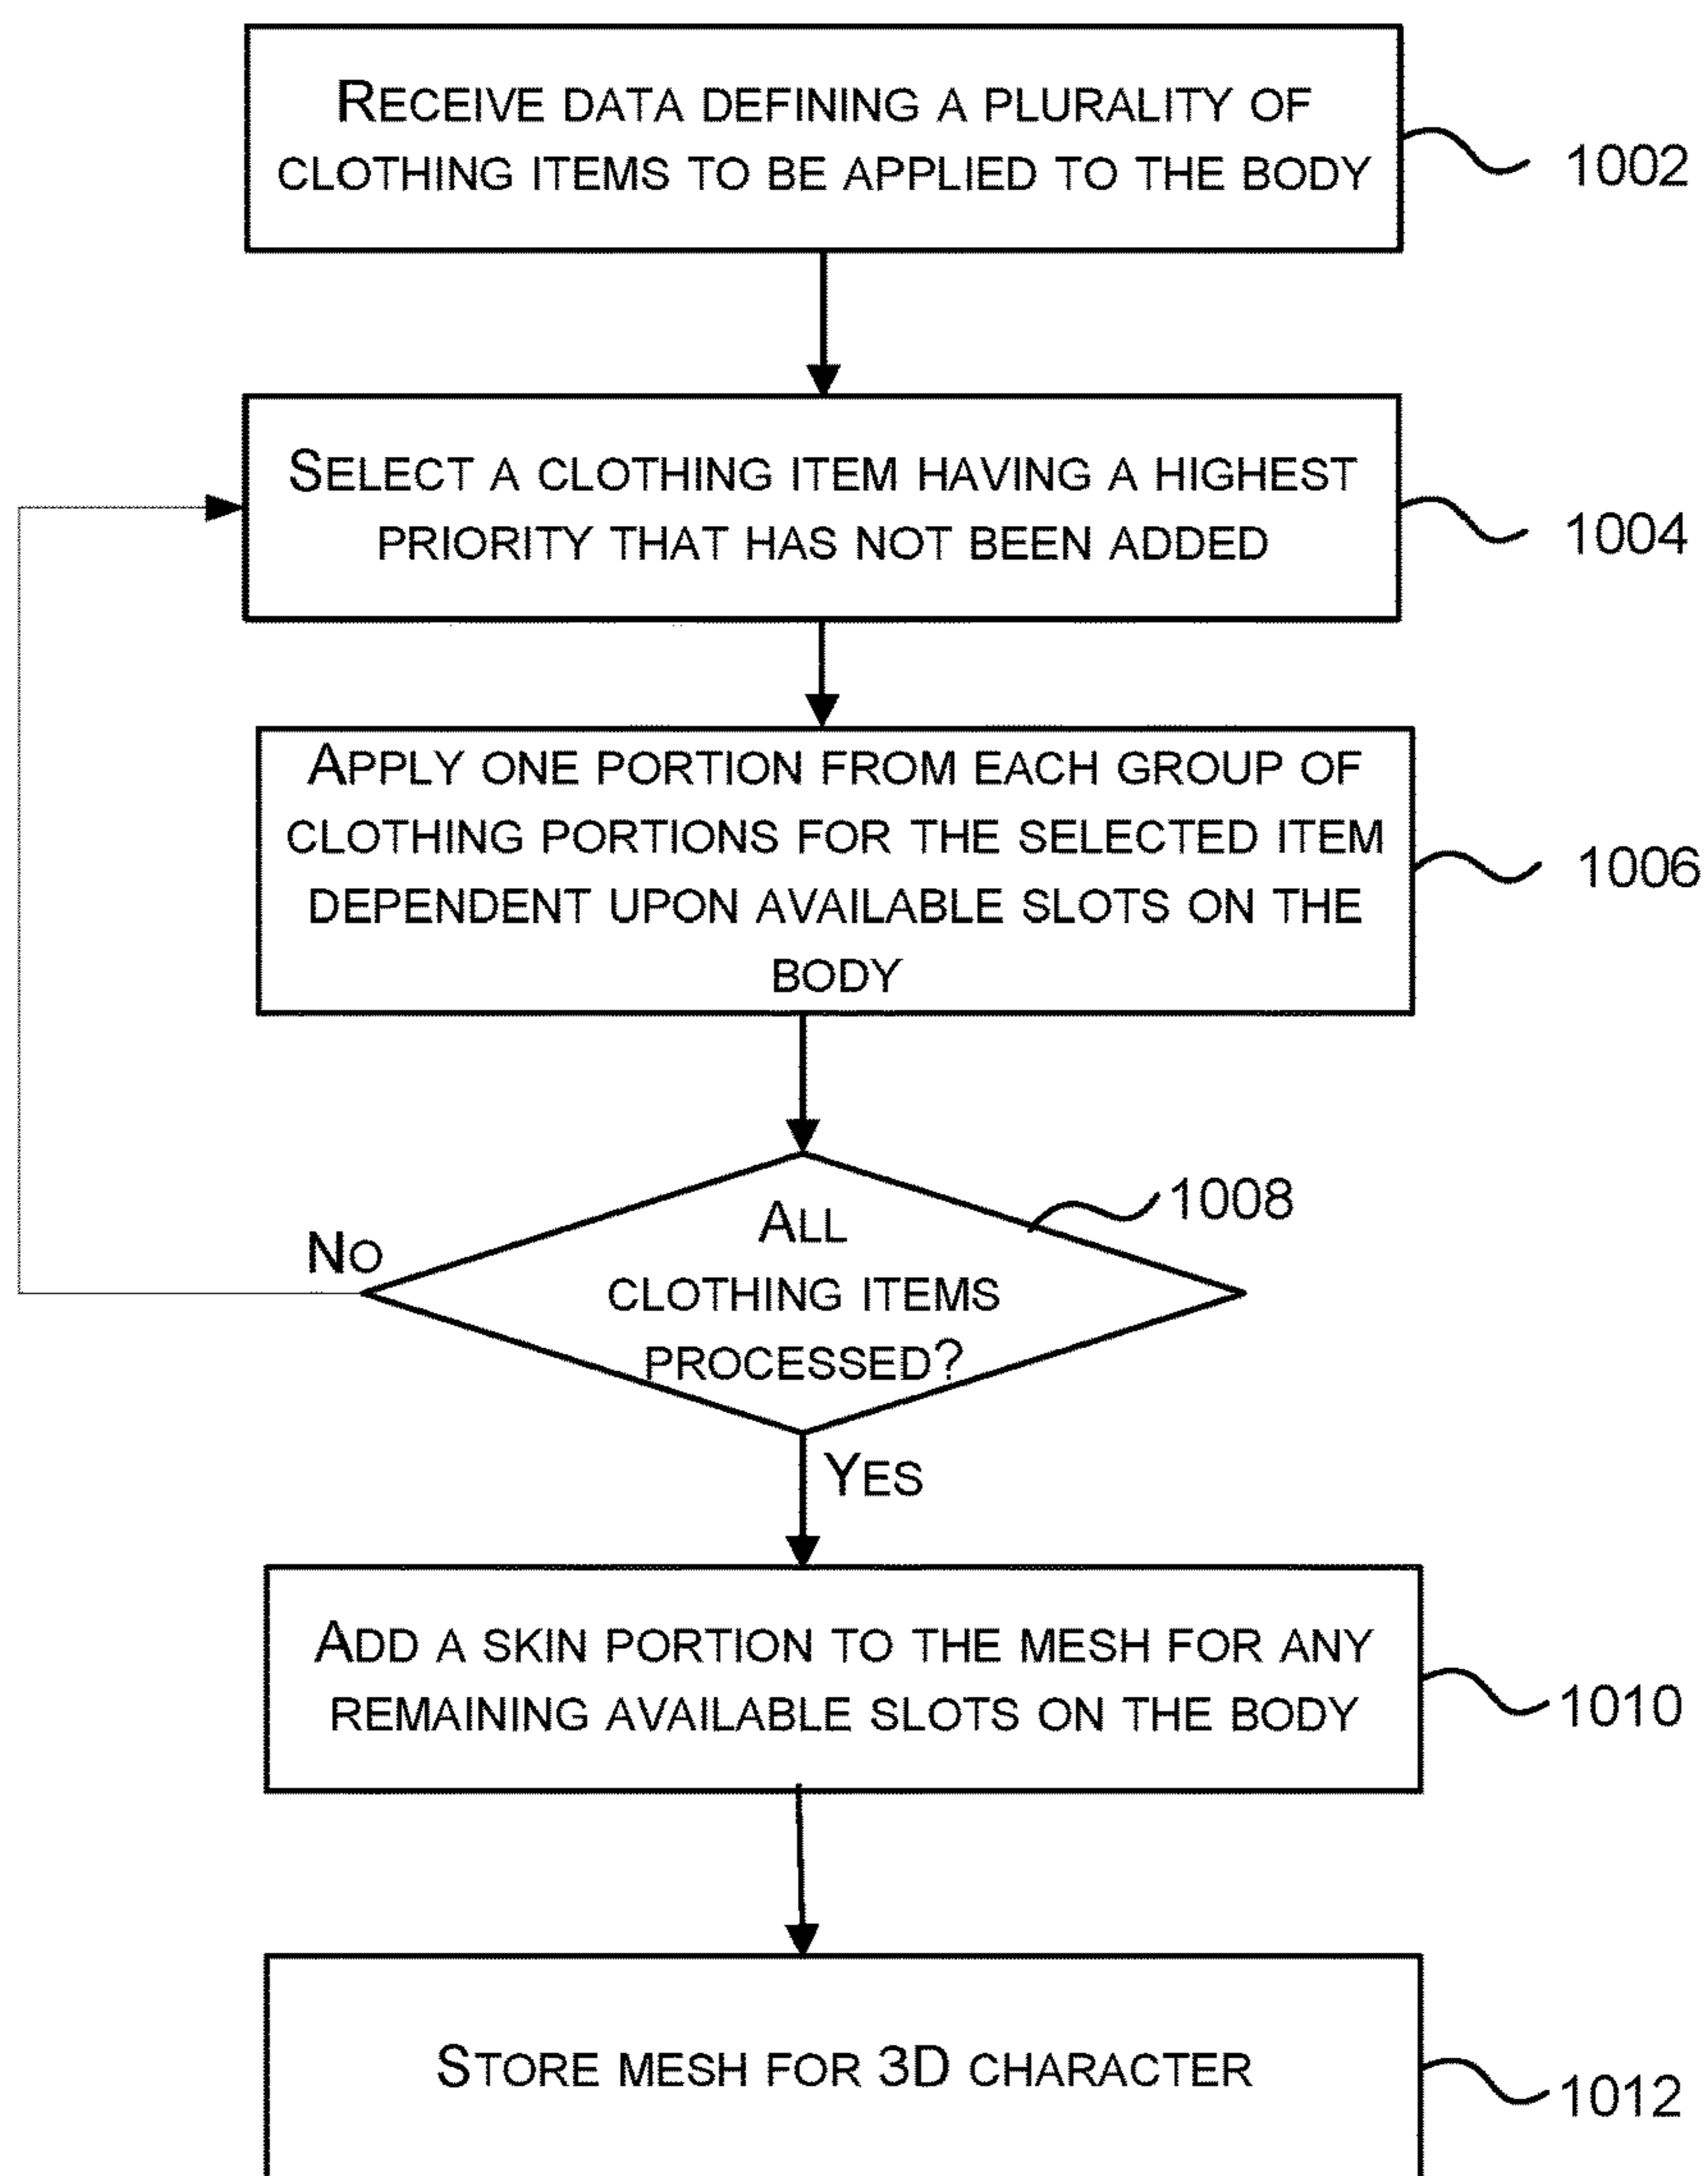 RECEIVE DATA DEFINING A PLURALITY OF
CLOTHING ITEMS TO BE APPLIED TO THE BODY
1002
SELECT A CLOTHING ITEM HAVING A HIGHEST
PRIORITY THAT HAS NOT BEEN ADDED
1004
APPLY ONE PORTION FROM EACH GROUP OF
CLOTHING PORTIONS FOR THE SELECTED ITEM
DEPENDENT UPON AVAILABLE SLOTS ON THE
BODY
1006
ALL
CLOTHING ITEMS
PROCESSED?
1008
NO
YES
ADD A SKIN PORTION TO THE MESH FOR ANY
REMAINING AVAILABLE SLOTS ON THE BODY
1010
STORE MESH FOR 3D CHARACTER
1012